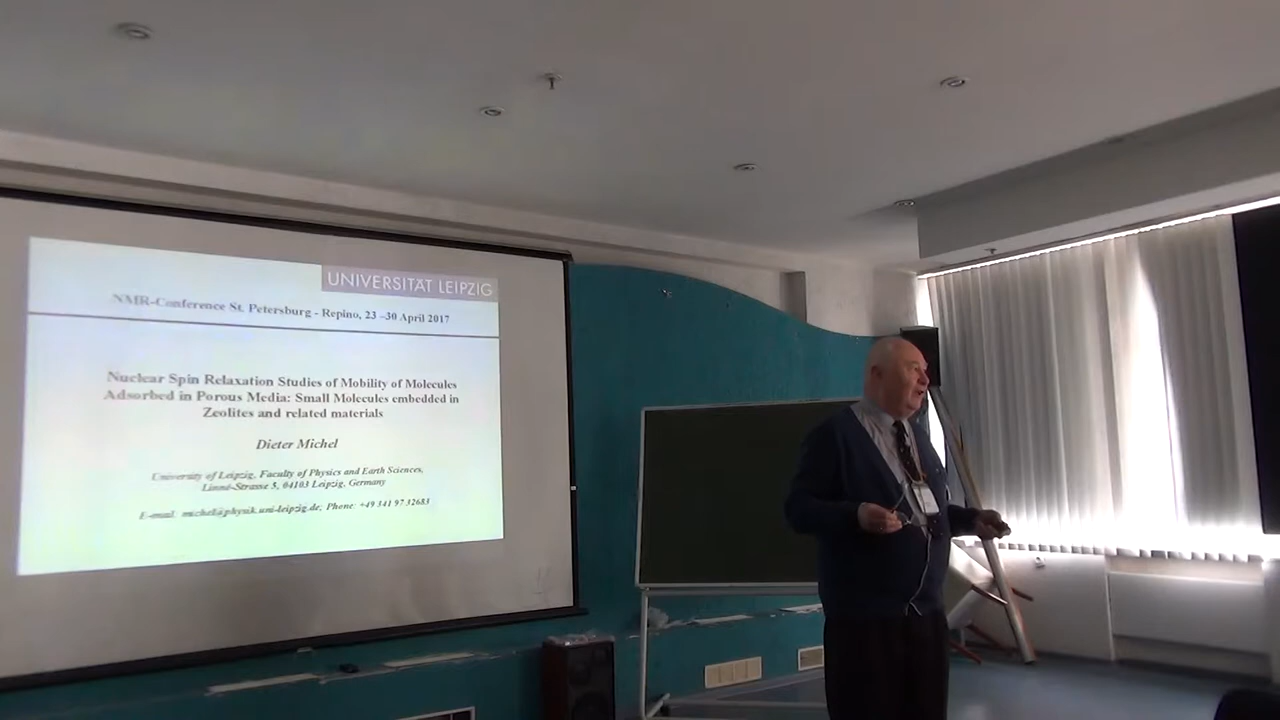 UNIVERSITÄT LEIPZIG
NMR-Conference St. Petersburg - Repino, 23 –30 April 2017
Nuclear Spin Relaxation Studies of Mobility of Molecules
Adsorbed in Porous Media: Small Molecules embedded in
Zeolites and related materials
Dieter Michel
University of Leipzig, Faculty of Physics and Earth Sciences,
Linné-Strasse 5, 04103 Leipzig, Germany
E-mail: michel@physik.uni-leipzig.de, Phone: +49 341 97 32683